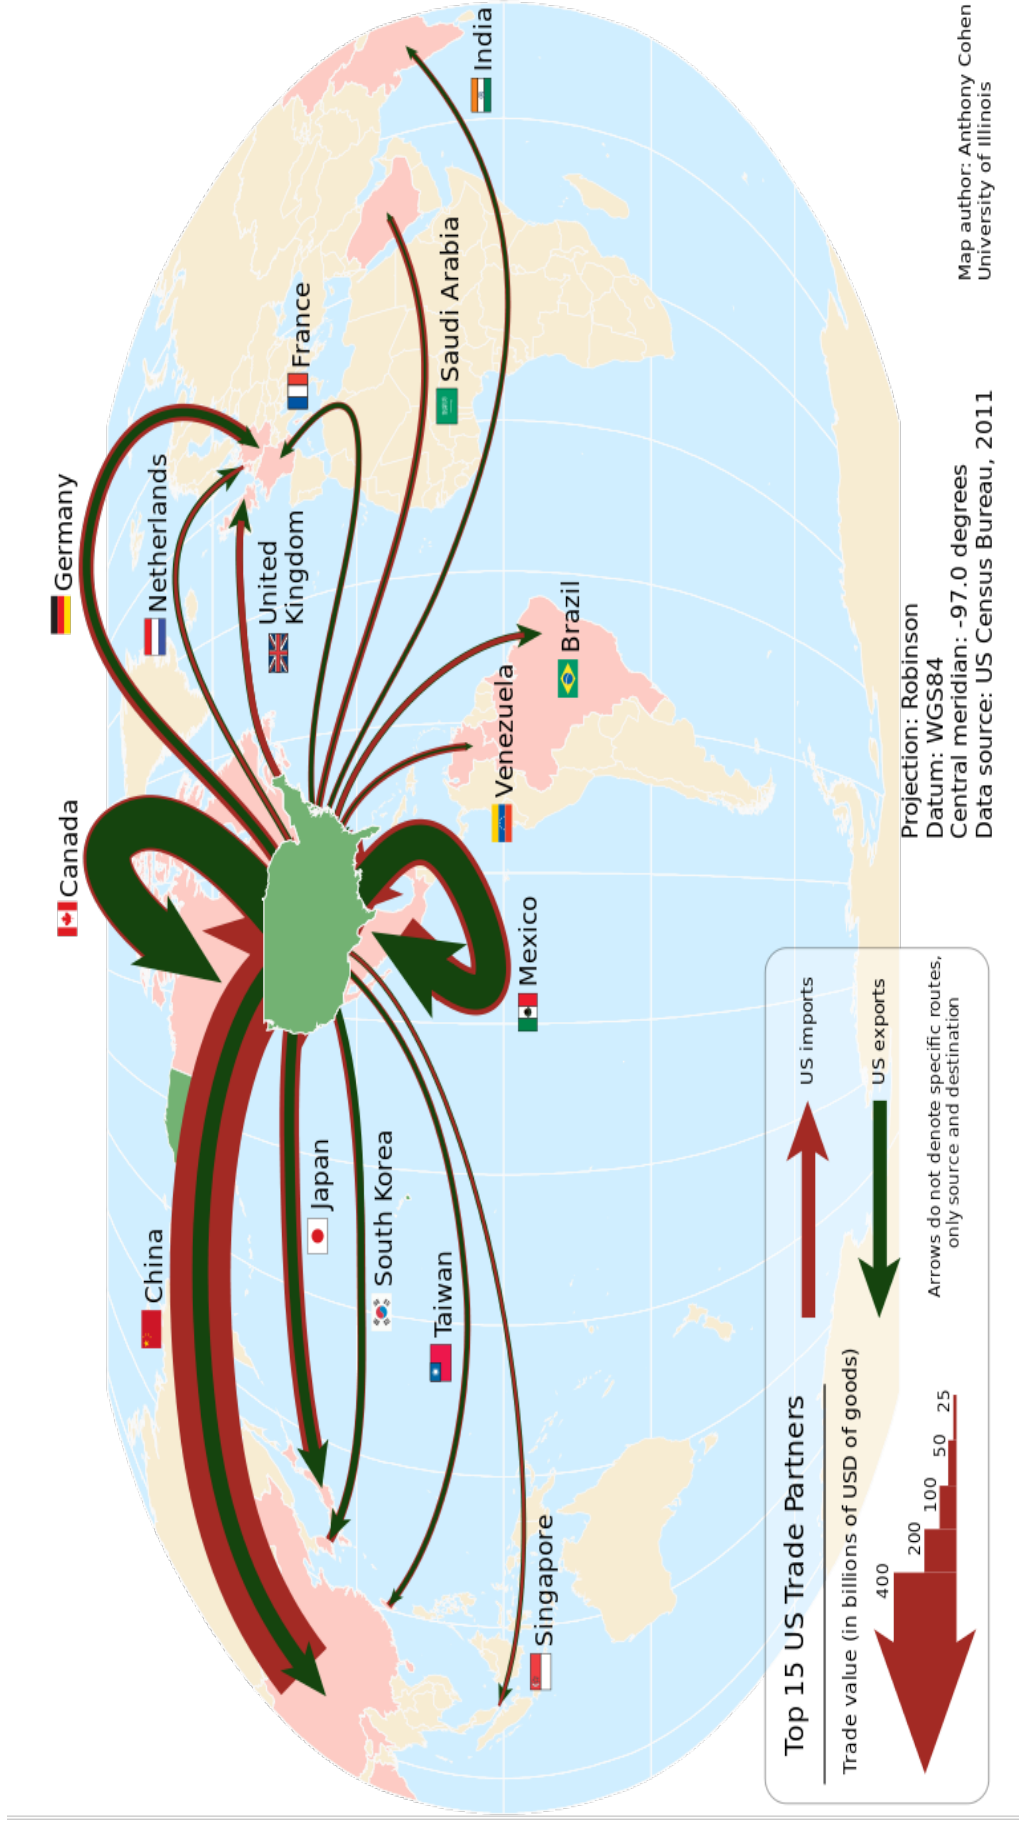 Canada
Germany
Netherlands
United
Kingdom
France
Saudi Arabia
India
China
Japan
South Korea
Taiwan
Singapore
Mexico
Venezuela
Brazil
Top 15 US Trade Partners
Trade value (in billions of USD of goods)
400
200
100
50
25
US imports
US exports
Arrows do not denote specific routes,
only source and destination
Projection: Robinson
Datum: WGS84
Central meridian: -97.0 degrees
Data source: US Census Bureau, 2011
Map author: Anthony Cohen
University of Illinois